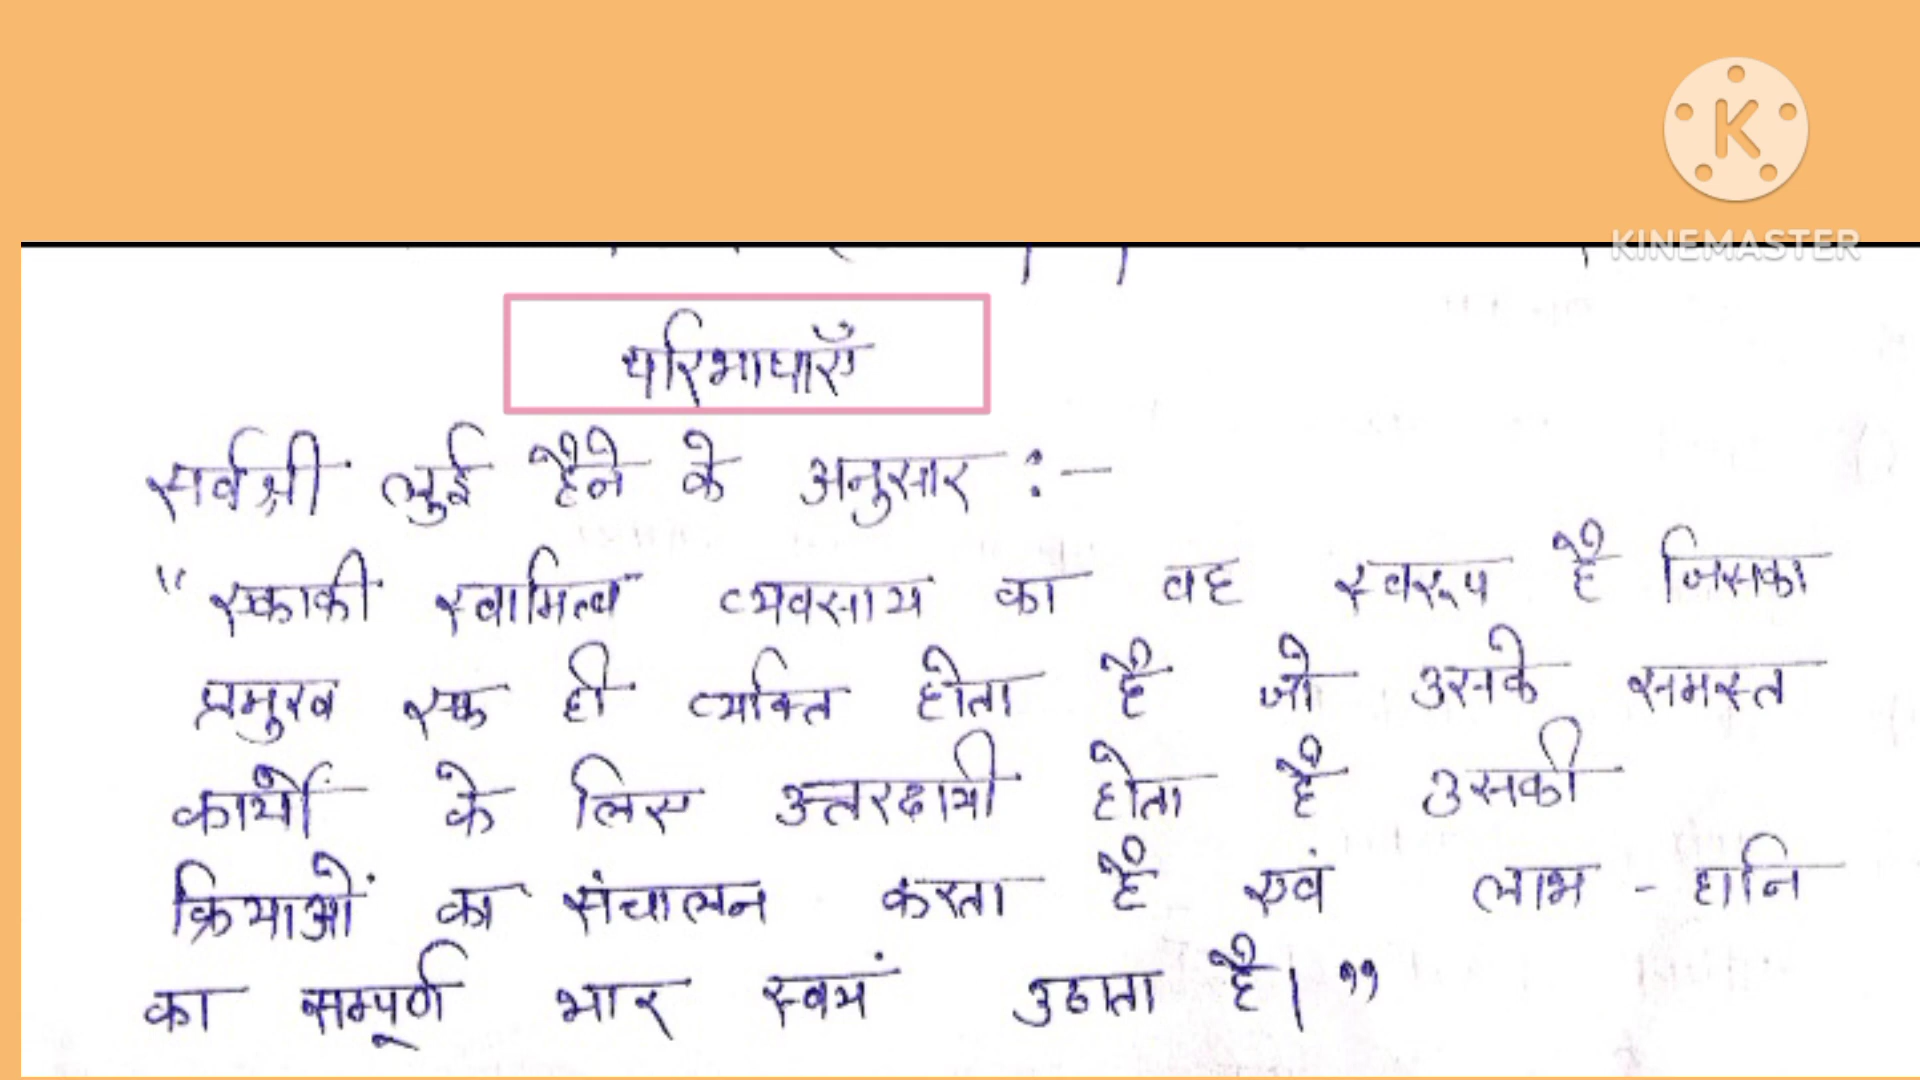 KINEMASTER
परिभाषाएँ
सर्वश्री लुई हैने के अनुसार :-
"एकाकी स्वामित्व व्यवसाय का वह स्वरूप है जिसका
प्रमुख एक ही व्यक्ति होता है जो उसके समस्त
कार्यों के लिए उत्तरदायी होता है उसकी
क्रियाओं का संचालन करता है एवं लाभ - हानि
का सम्पूर्ण भार स्वयं उठाता है।"